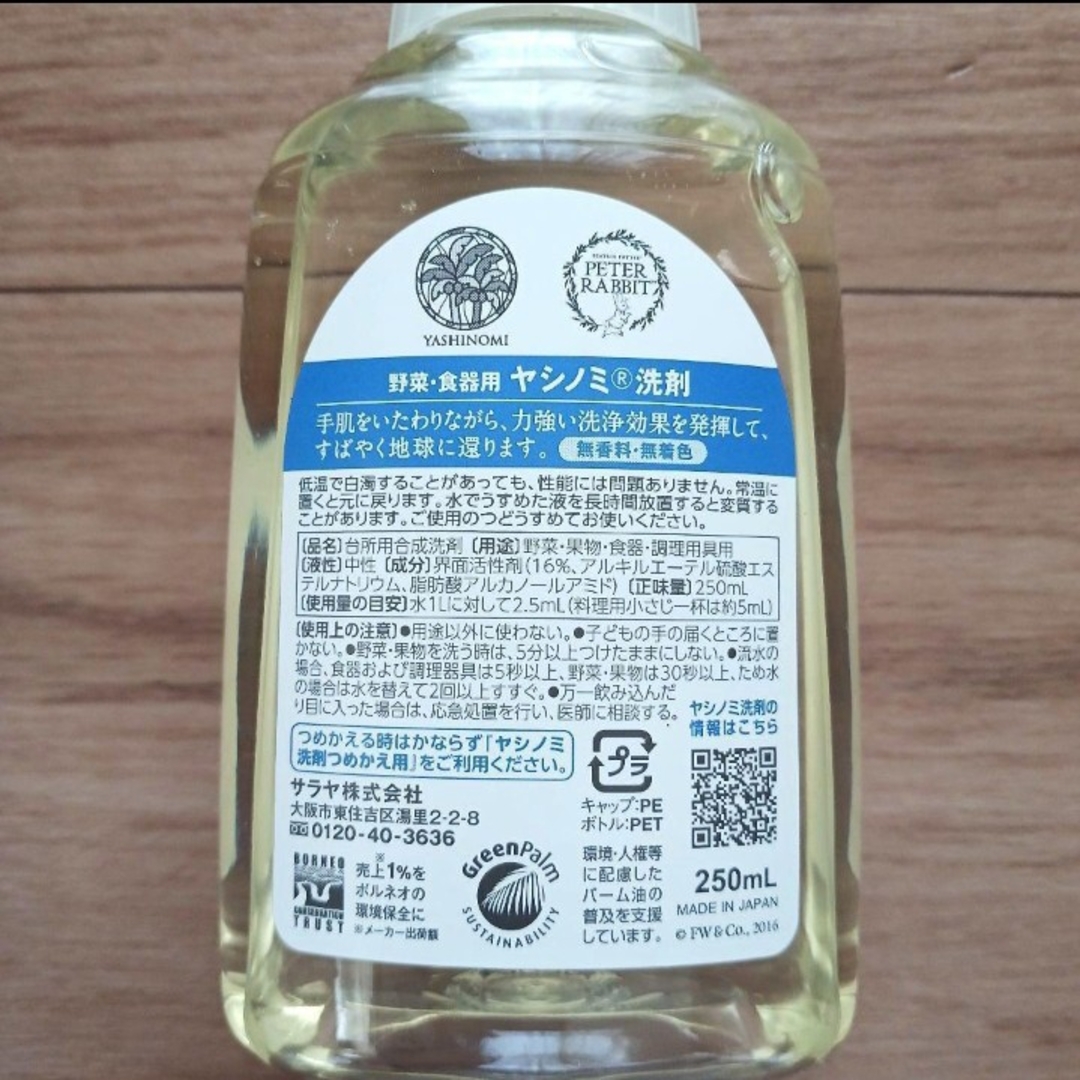 YASHINOMI
PETER
RABBIT
野菜・食器用 ヤシノミ®洗剤
手肌をいたわりながら、力強い洗浄効果を発揮して、
すばやく地球に還ります。 無香料・無着色
低温で白濁することがあっても、性能には問題ありません。常温に
置くと元に戻ります。水でうすめた液を長時間放置すると変質する
ことがあります。ご使用のつどうすめてお使いください。
[品名]台所用合成洗剤 [用途]野菜・果物・食器・調理用具用
[液性]中性 [成分]界面活性剤(16%、アルキルエーテル硫酸エス
テルナトリウム、脂肪酸アルカノールアミド) [正味量]250mL
[使用量の目安]水1Lに対して2.5mL(料理用小さじ一杯は約5mL)
[使用上の注意]●用途以外に使わない。●子どもの手の届くところに置
かない。●野菜・果物を洗う時は、5分以上つけたままにしない。●流水の
場合、食器および調理器具は5秒以上、野菜・果物は30秒以上、ため水
の場合は水を替えて2回以上すすぐ。●万一飲み込んだ
り目に入った場合は、応急処置を行い、医師に相談する。
ヤシノミ洗剤の
情報はこちら
つめかえる時はかならず「ヤシノミ
洗剤つめかえ用」をご利用ください。
プラ
キャップ:PE
ボトル:PET
サラヤ株式会社
大阪市東住吉区湯里2-2-8
0120-40-3636
BORNEO
CONSERVATION
TRUST
売上※1%を
ボルネオの
環境保全に
※メーカー出荷額
GreenPalm
SUSTAINABILITY
環境・人権等
に配慮した
パーム油の
普及を支援
しています。
250mL
MADE IN JAPAN
© FW & Co., 2016